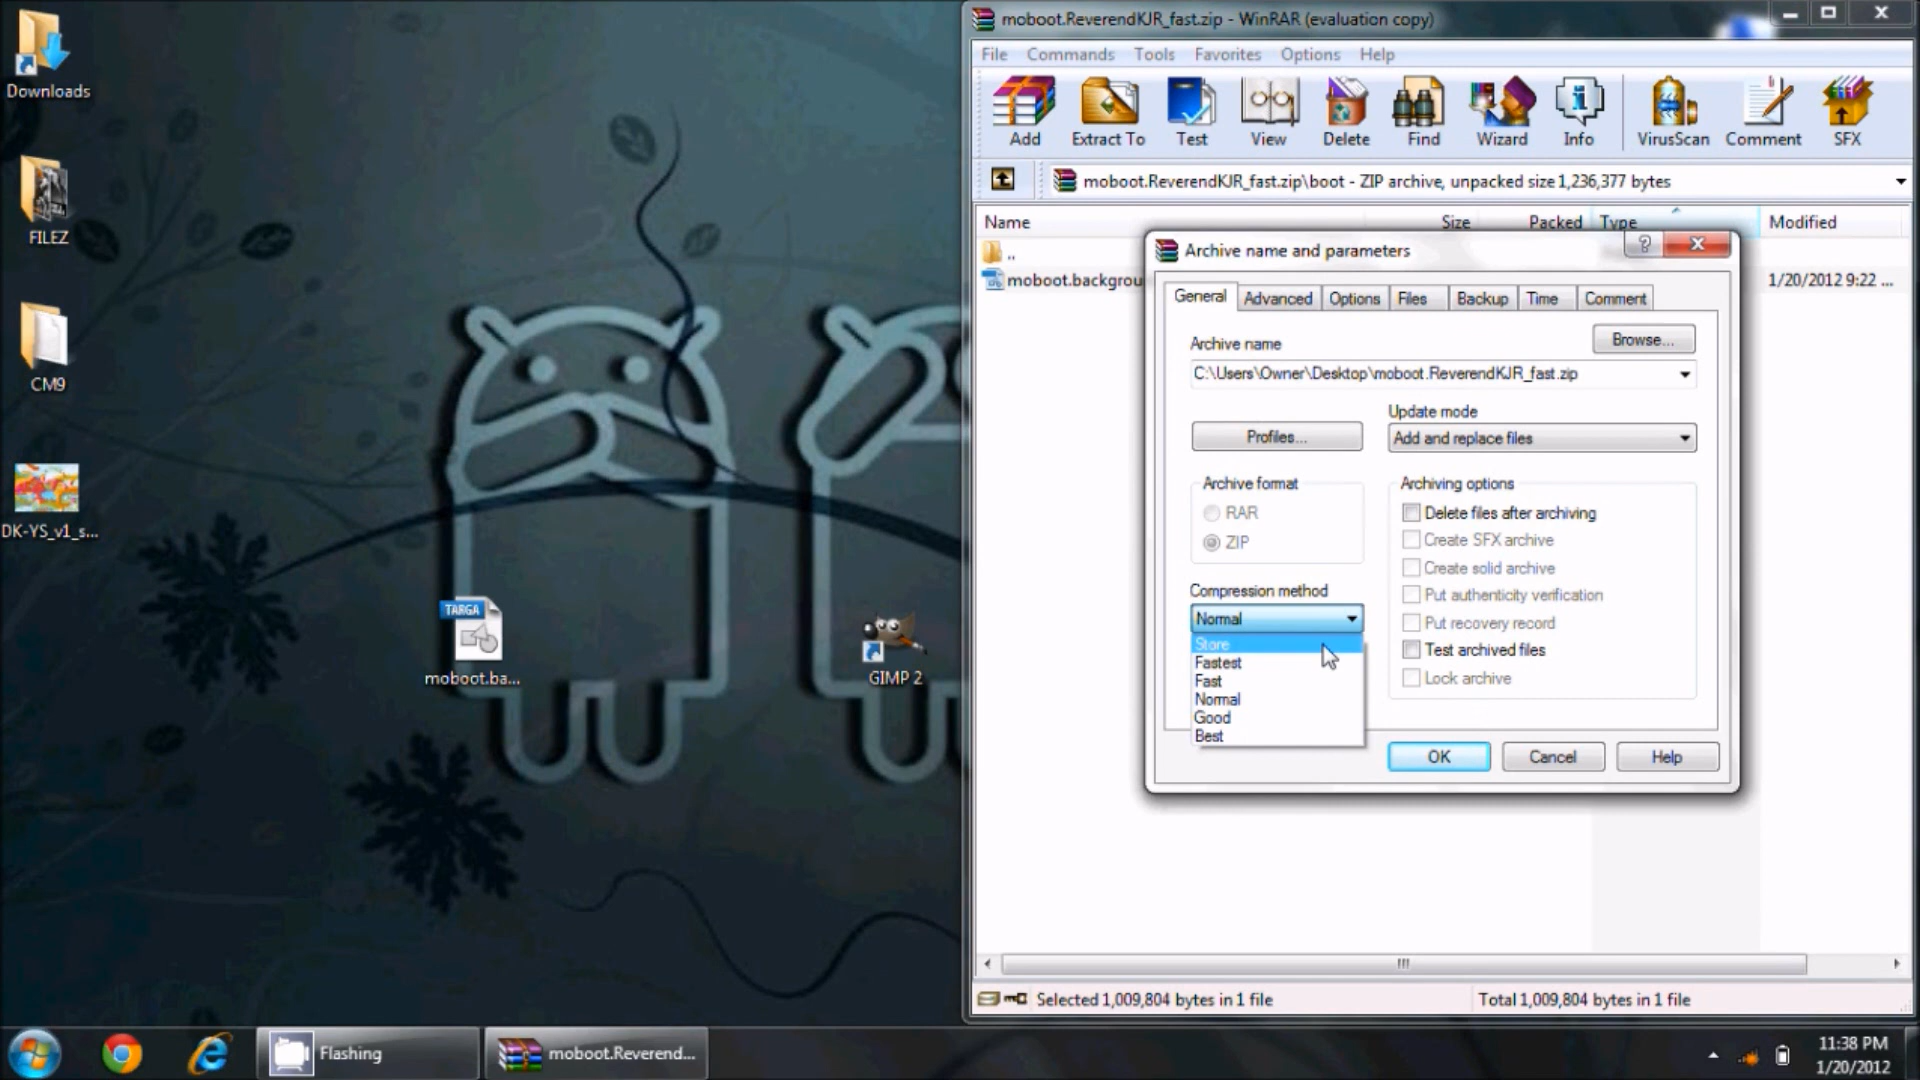 Downloads
FILEZ
CM9
DK-YS_v1_s...
TARGA
moboot.ba...
GIMP 2
moboot.ReverendKJR_fast.zip - WinRAR (evaluation copy)
File Commands Tools Favorites Options Help
Add Extract To Test View Delete Find Wizard Info VirusScan Comment SFX
moboot.ReverendKJR_fast.zip\boot - ZIP archive, unpacked size 1,236,377 bytes
Name Size Packed Type Modified
..
moboot.backgrou 1/20/2012 9:22 ...
Archive name and parameters
General Advanced Options Files Backup Time Comment
Archive name
Browse...
C:\Users\Owner\Desktop\moboot.ReverendKJR_fast.zip
Update mode
Profiles...
Add and replace files
Archive format
RAR
ZIP
Archiving options
Delete files after archiving
Create SFX archive
Create solid archive
Put authenticity verification
Put recovery record
Test archived files
Lock archive
Compression method
Normal
Store
Fastest
Fast
Normal
Good
Best
OK Cancel Help
Selected 1,009,804 bytes in 1 file
Total 1,009,804 bytes in 1 file
Flashing
moboot.Reverend...
11:38 PM
1/20/2012